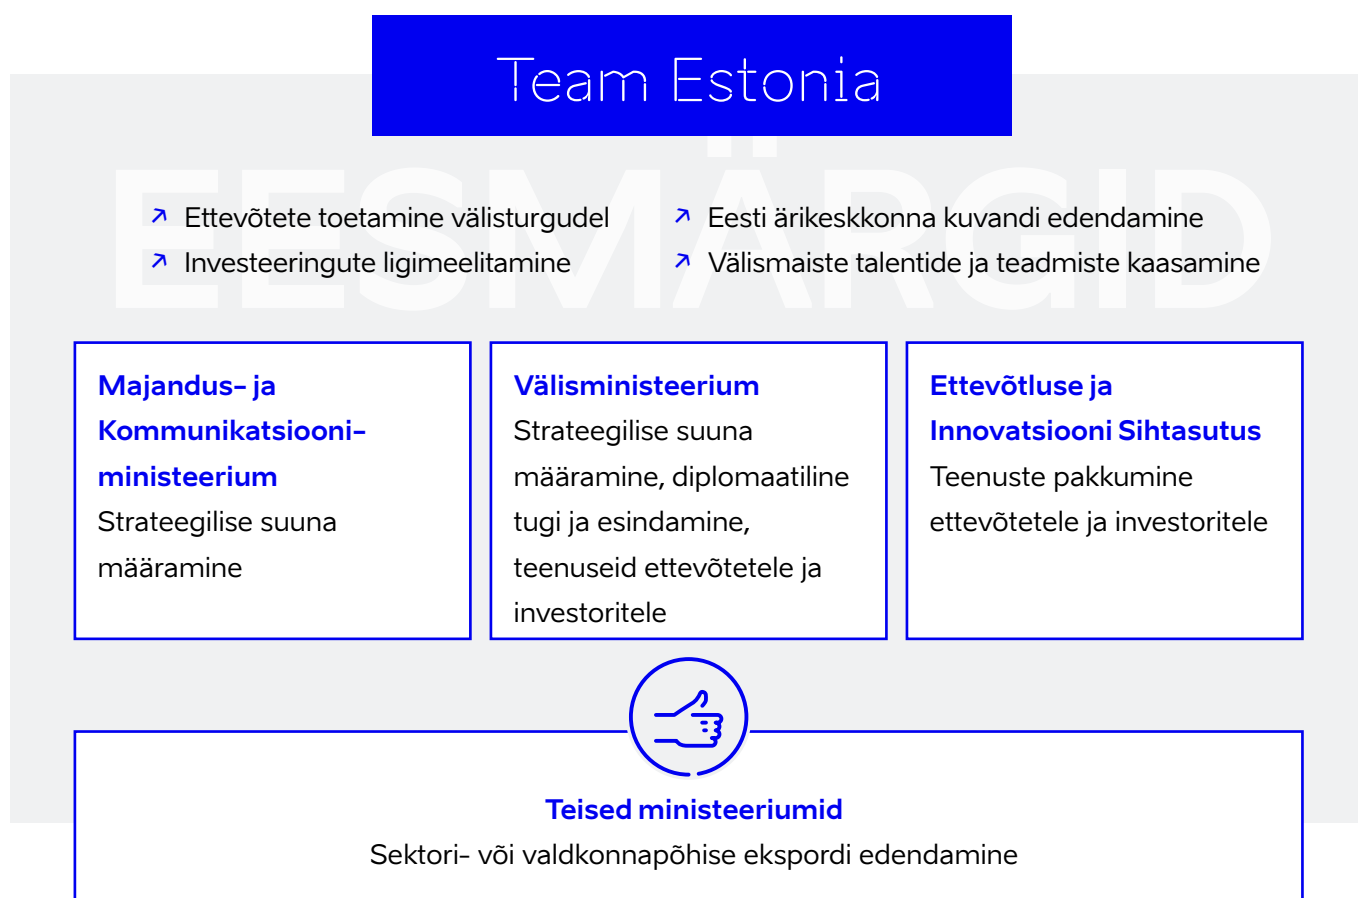 Team Estonia
EESMÄRGID
Ettevõtete toetamine välisturgudel
Investeeringute ligimeelitamine
Eesti ärikeskkonna kuvandi edendamine
Välismaiste talentide ja teadmiste kaasamine
Majandus- ja
Kommunikatsiooni-
ministeerium
Strateegilise suuna
määramine
Välisministeerium
Strateegilise suuna
määramine, diplomaatiline
tugi ja esindamine,
teenuseid ettevõtetele ja
investoritele
Ettevõtluse ja
Innovatsiooni Sihtasutus
Teenuste pakkumine
ettevõtetele ja investoritele
Teised ministeeriumid
Sektori- või valdkonnapõhise ekspordi edendamine